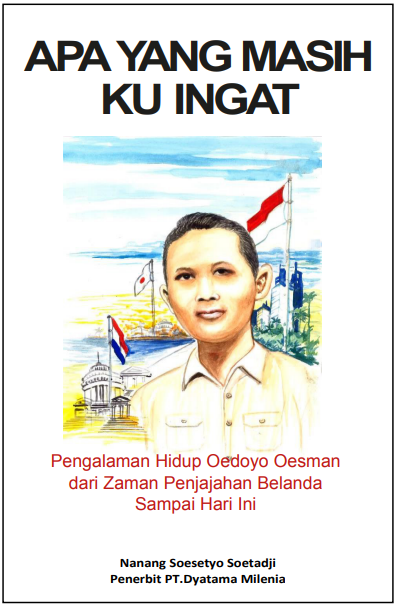 APA YANG MASIH
KU INGAT
Pengalaman Hidup Oedoyo Oesman
dari Zaman Penjajahan Belanda
Sampai Hari Ini
Nanang Soesetyo Soetadji
Penerbit PT.Dyatama Milenia